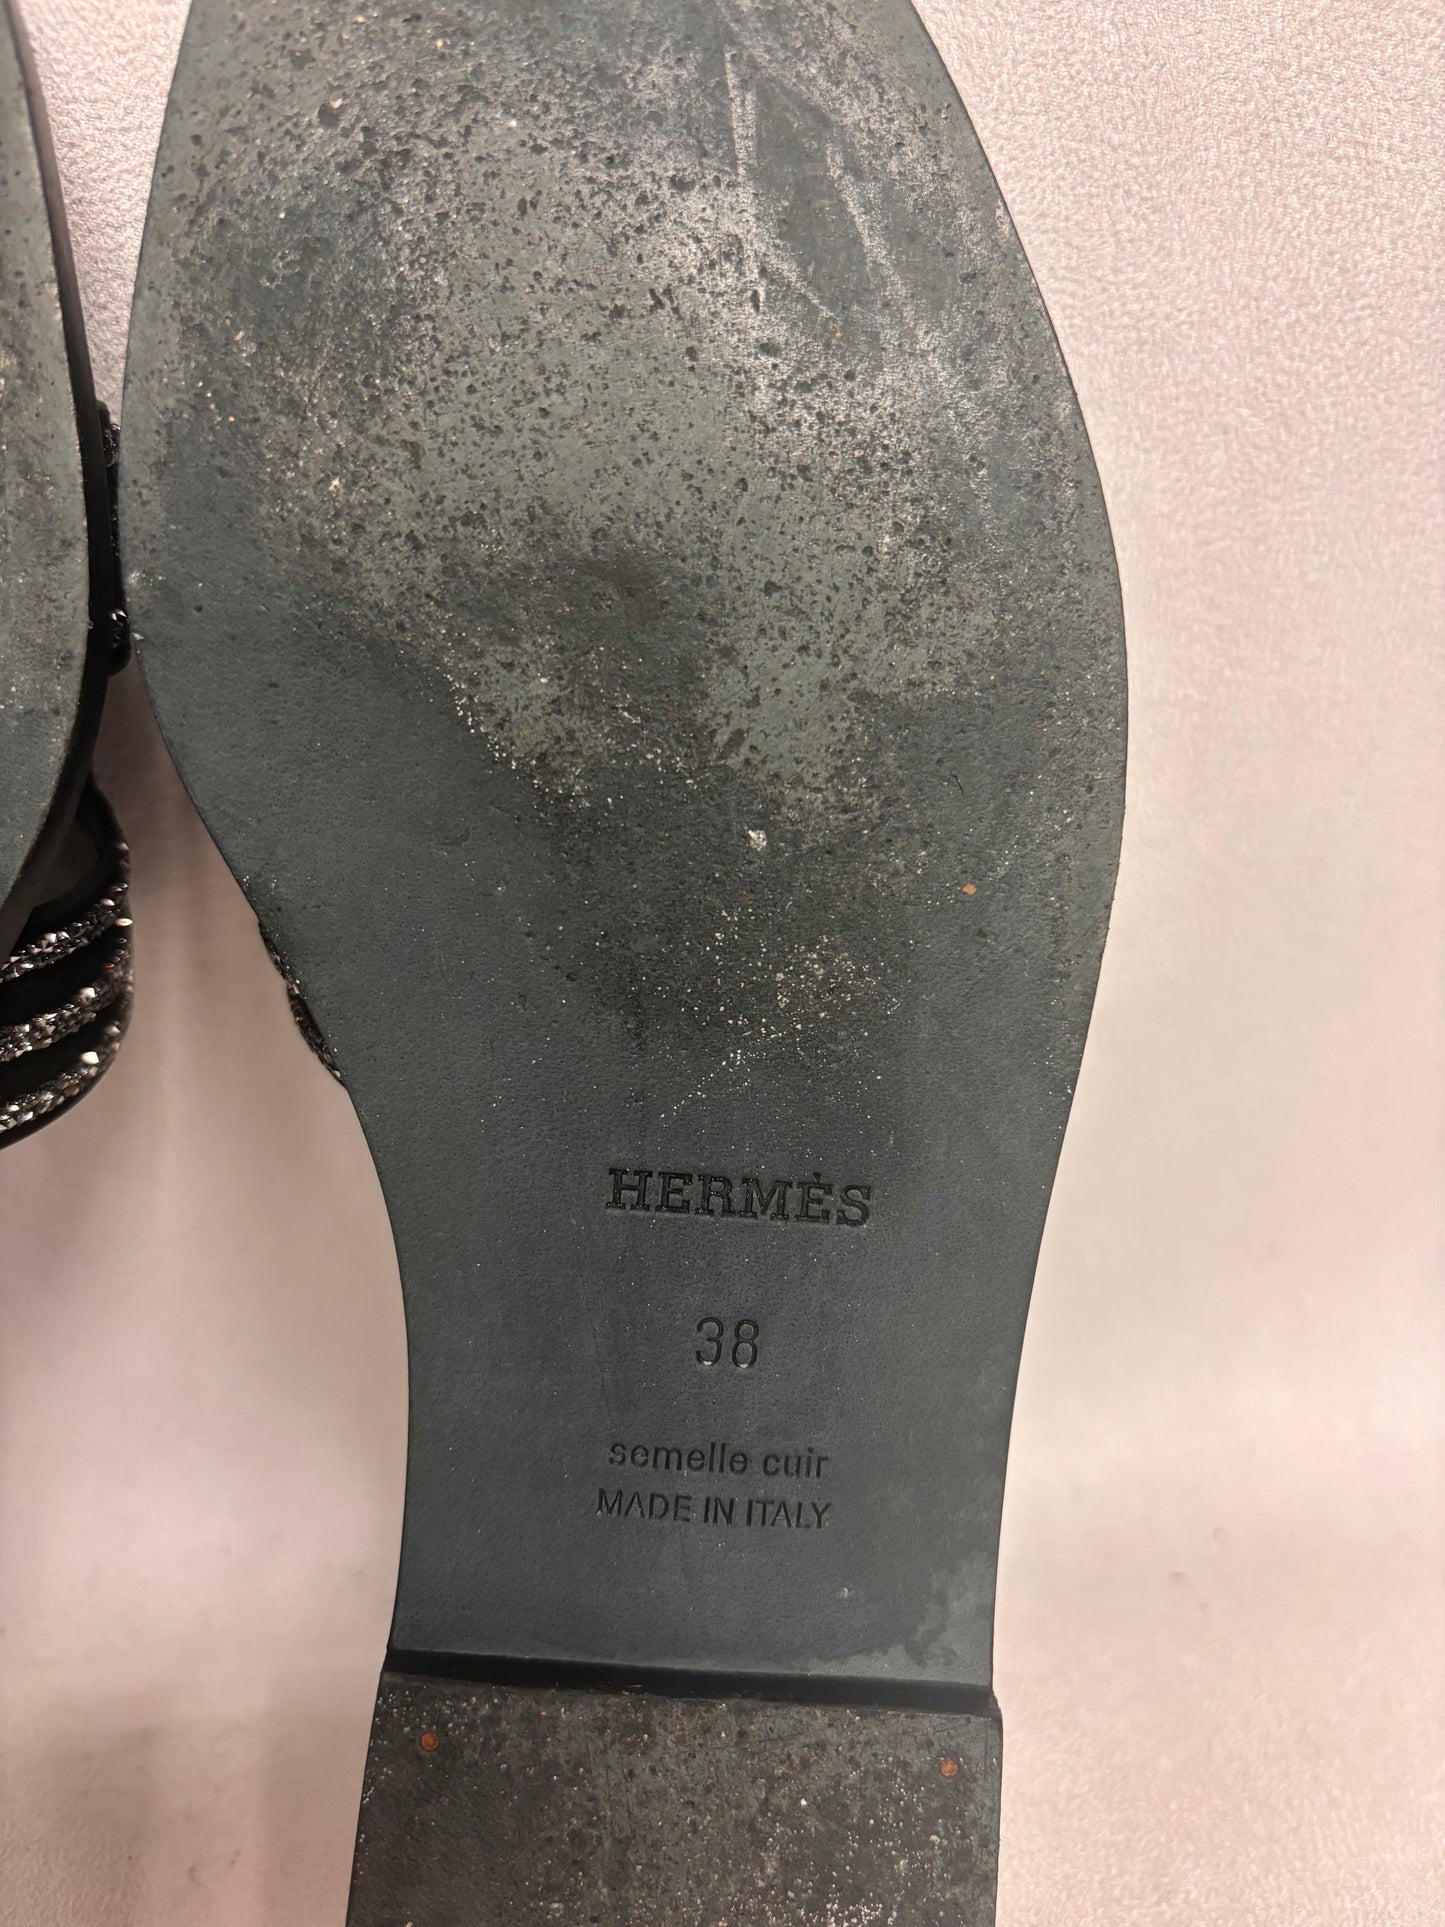 HERMÈS
38
semelle cuir
MADE IN ITALY